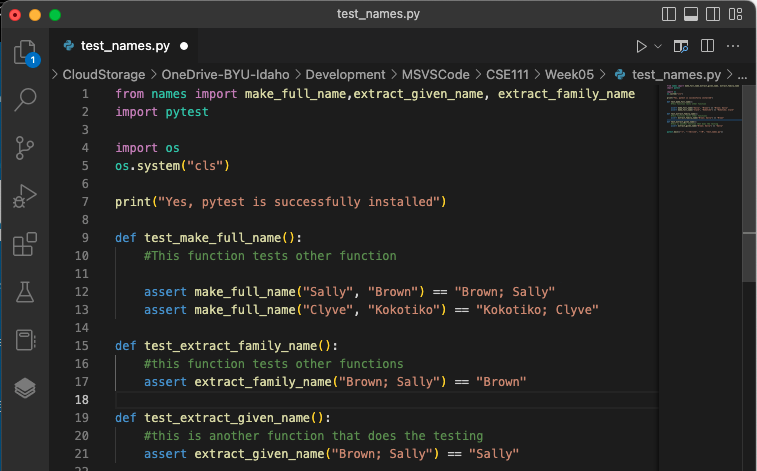 test_names.py
test_names.py
1
CloudStorage > OneDrive-BYU-Idaho > Development > MSVSCode > CSE111 > Week05 > test_names.py > ...
1 from names import make_full_name,extract_given_name, extract_family_name
2 import pytest
3
4 import os
5 os.system("cls")
6
7 print("Yes, pytest is successfully installed")
8
9 def test_make_full_name():
10 #This function tests other function
11
12 assert make_full_name("Sally", "Brown") == "Brown; Sally"
13 assert make_full_name("Clyve", "Kokotiko") == "Kokotiko; Clyve"
14
15 def test_extract_family_name():
16 #this function tests other functions
17 assert extract_family_name("Brown; Sally") == "Brown"
18
19 def test_extract_given_name():
20 #this is another function that does the testing
21 assert extract_given_name("Brown; Sally") == "Sally"
22